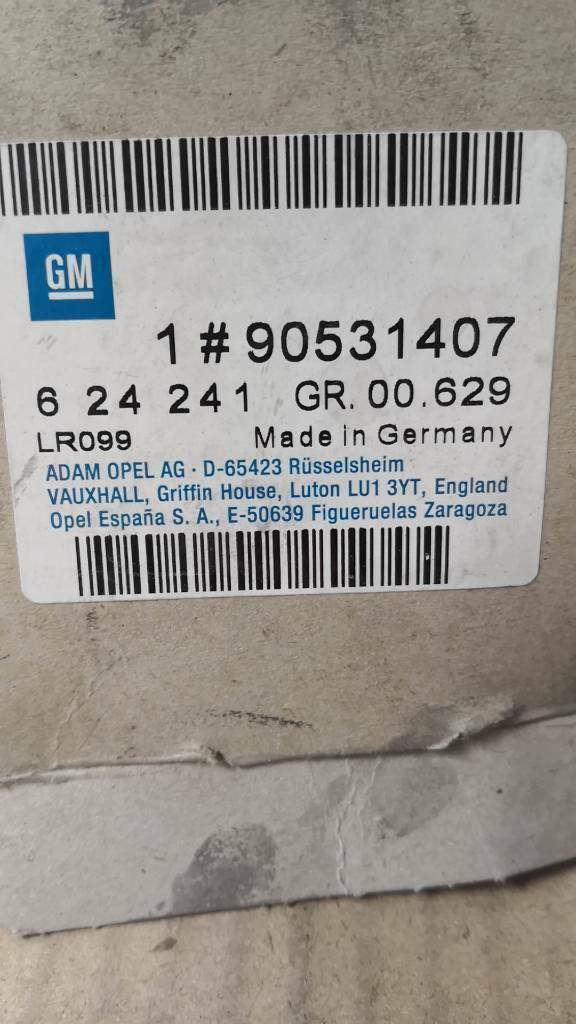 GM
1 # 90531407
6 24 241 GR. 00.629
LR099 Made in Germany
ADAM OPEL AG · D-65423 Rüsselsheim
VAUXHALL, Griffin House, Luton LU1 3YT, England
Opel España S. A., E-50639 Figueruelas Zaragoza